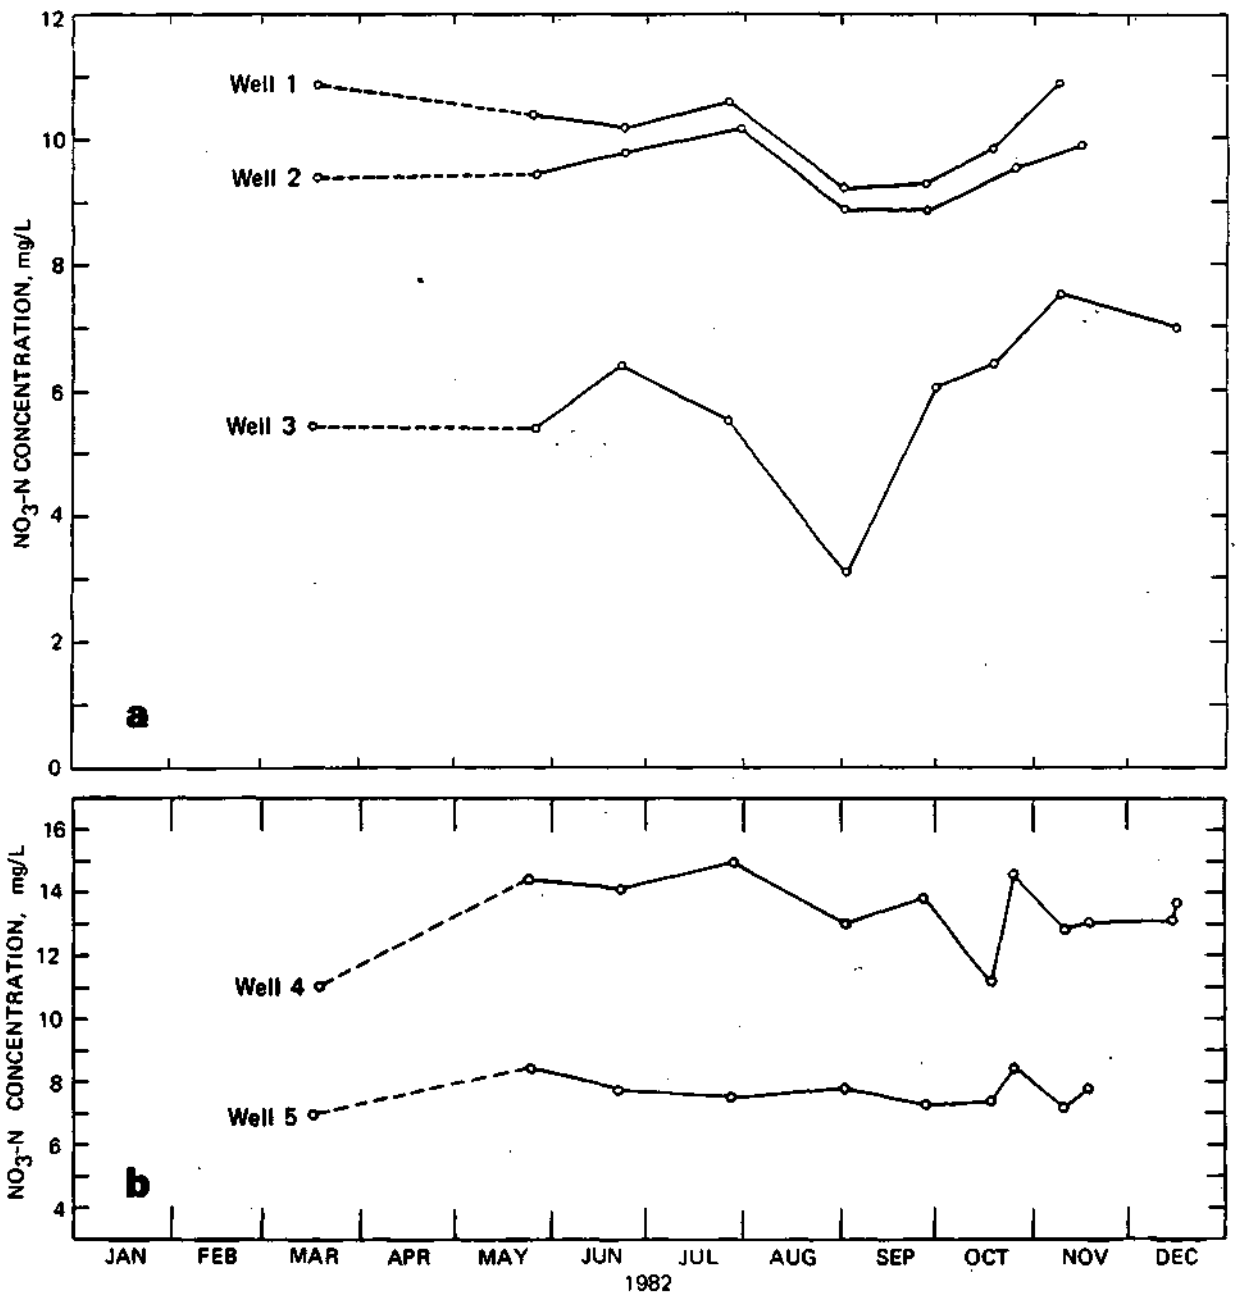 12
10
8
6
4
2
0
NO3-N CONCENTRATION, mg/L
Well 1
Well 2
Well 3
a
16
14
12
10
8
6
4
NO3-N CONCENTRATION, mg/L
Well 4
Well 5
b
JAN FEB MAR APR MAY JUN JUL AUG SEP OCT NOV DEC
1982